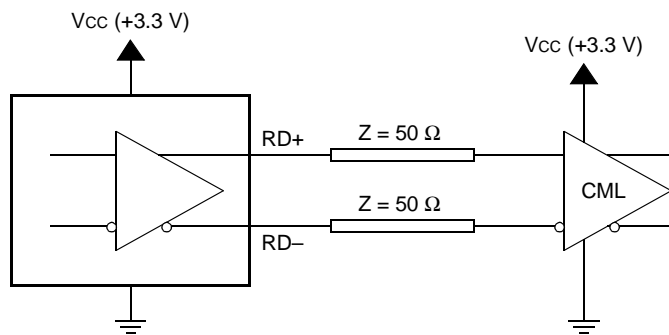 Vcc (+3.3 V)
Vcc (+3.3 V)
RD+
Z = 50 Ω
CML
Z = 50 Ω
RD–